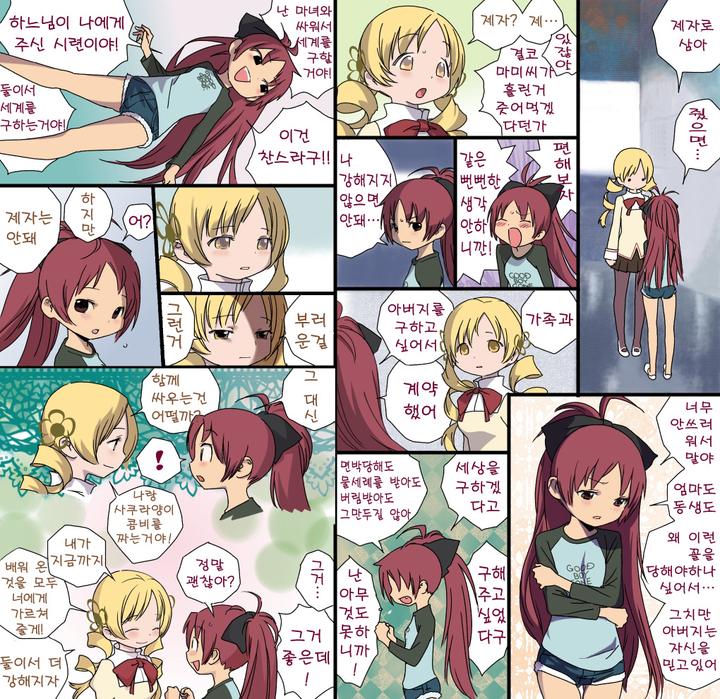 제자로
삼아
줬으면…
제자? 계…
있잖아
결코
마미씨가
흘린거
줏어먹겠
다던가
편해보자
같은
뻔뻔한
생각
안하니까!
나
강해지지
않으면
안돼…
GOOD
가족과
아버지를
구하고
싶어서
계약
했어
너무
안쓰러
워서
말야
엄마도
동생도
왜 이런
꼴을
당해야하나
싶어서…
그치만
아버지는
자신을
믿고있어
GOOD
BOYE
세상을
구하겠
다고
면박당해도
물세례를 받아도
버림받아도
그만두질 않아
구해
주고
싶었
다구
난
아무
것도
못하
니까!
난 마녀와
싸워서
세계를
구할
거야!
하느님이 나에게
주신 시련이야!
둘이서
세계를
구하는거야!
이건
찬스라구!!
어?
하지만
제자는
안돼
부러
운걸
그런거
그 대신
함께
싸우는건
어떨까?
!
나랑
사쿠라양이
콤비를
짜는거야!
내가
지금까지
배워 온
것을 모두
너에게
가르쳐
줄게!
둘이서 더
강해지자
그거…
정말
괜찮아?
그거
좋은데!